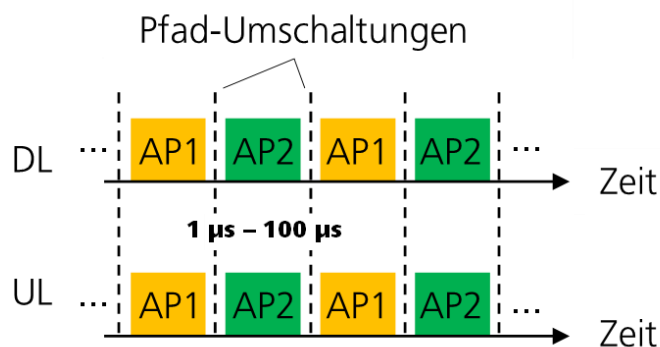 Pfad-Umschaltungen
DL ... AP1 AP2 AP1 AP2 ... Zeit
1 µs – 100 µs
UL ... AP1 AP2 AP1 AP2 ... Zeit